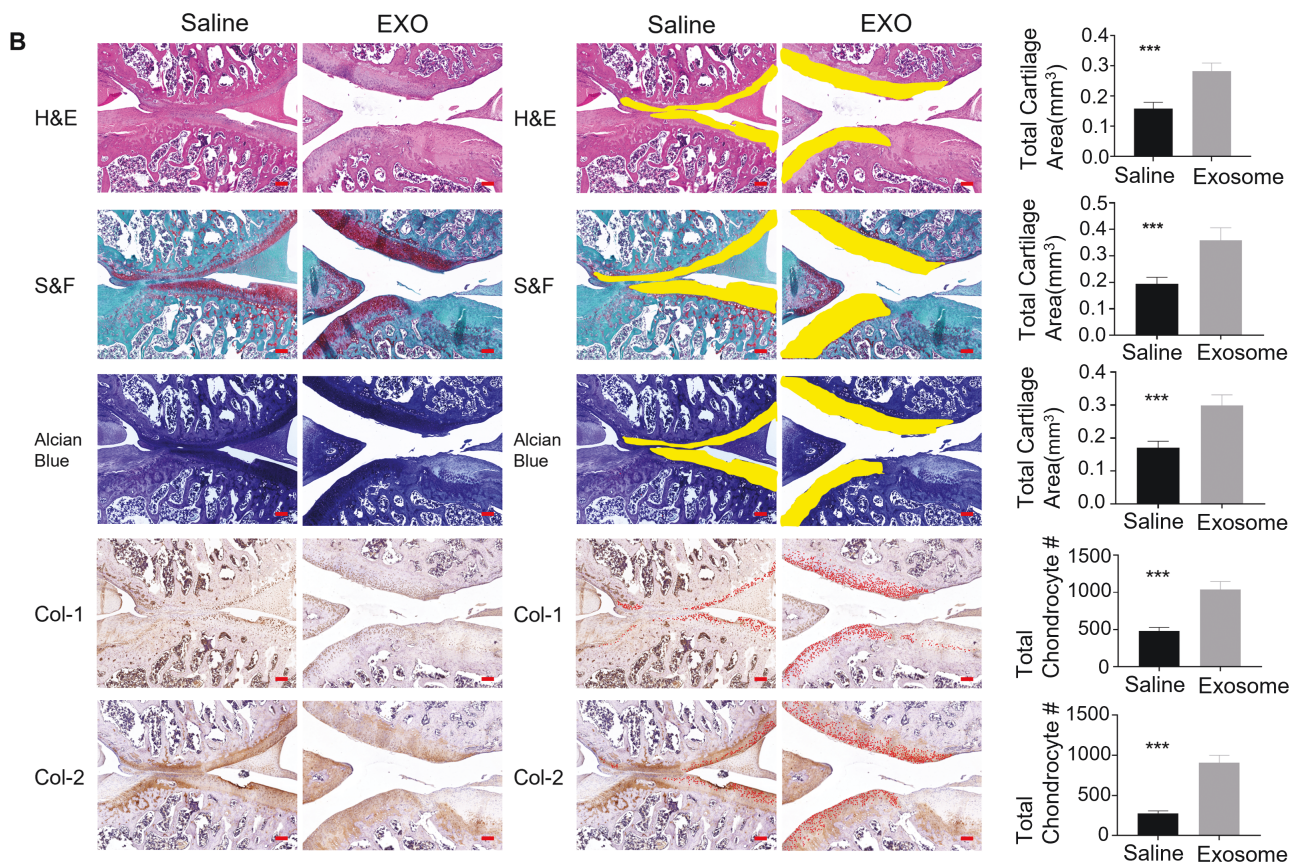 B
Saline
EXO
Saline
EXO
H&E
H&E
Total Cartilage
Area(mm³)
0.4
0.3
0.2
0.1
0.0
***
Saline
Exosome
S&F
S&F
Total Cartilage
Area(mm³)
0.5
0.4
0.3
0.2
0.1
0.0
***
Saline
Exosome
Alcian
Blue
Alcian
Blue
Total Cartilage
Area(mm³)
0.4
0.3
0.2
0.1
0.0
***
Saline
Exosome
Col-1
Col-1
Total
Chondrocyte #
1500
1000
500
0
***
Saline
Exosome
Col-2
Col-2
Total
Chondrocyte #
1500
1000
500
0
***
Saline
Exosome